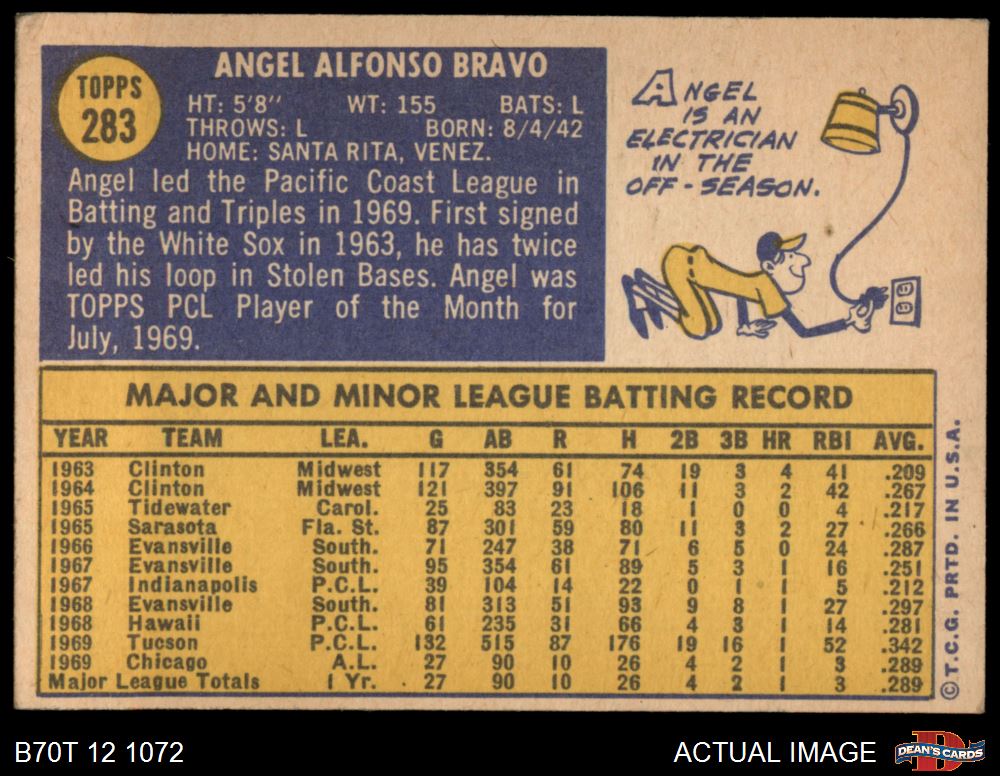 TOPPS
283
ANGEL ALFONSO BRAVO
HT: 5'8" WT: 155 BATS: L
THROWS: L BORN: 8/4/42
HOME: SANTA RITA, VENEZ.
Angel led the Pacific Coast League in
Batting and Triples in 1969. First signed
by the White Sox in 1963, he has twice
led his loop in Stolen Bases. Angel was
TOPPS PCL Player of the Month for
July, 1969.
ANGEL
IS AN
ELECTRICIAN
IN THE
OFF-SEASON.
MAJOR AND MINOR LEAGUE BATTING RECORD
YEAR TEAM LEA. G AB R H 2B 3B HR RBI AVG.
1963 Clinton Midwest 117 354 61 74 19 3 4 41 .209
1964 Clinton Midwest 121 397 91 106 11 3 2 42 .267
1965 Tidewater Carol. 25 83 23 18 1 0 0 4 .217
1965 Sarasota Fla. St. 87 301 59 80 11 3 2 27 .266
1966 Evansville South. 71 247 38 71 6 5 0 24 .287
1967 Evansville South. 95 354 61 89 5 3 1 16 .251
1967 Indianapolis P.C.L. 39 104 14 22 0 1 1 5 .212
1968 Evansville South. 81 313 51 93 9 8 1 27 .297
1968 Hawaii P.C.L. 61 235 31 66 4 3 1 14 .281
1969 Tucson P.C.L. 132 515 87 176 19 16 1 52 .342
1969 Chicago A.L. 27 90 10 26 4 2 1 3 .289
Major League Totals 1 Yr. 27 90 10 26 4 2 1 3 .289
©T.C.G. PRTD. IN U.S.A.
B70T 12 1072
ACTUAL IMAGE
D
DEAN'S CARDS